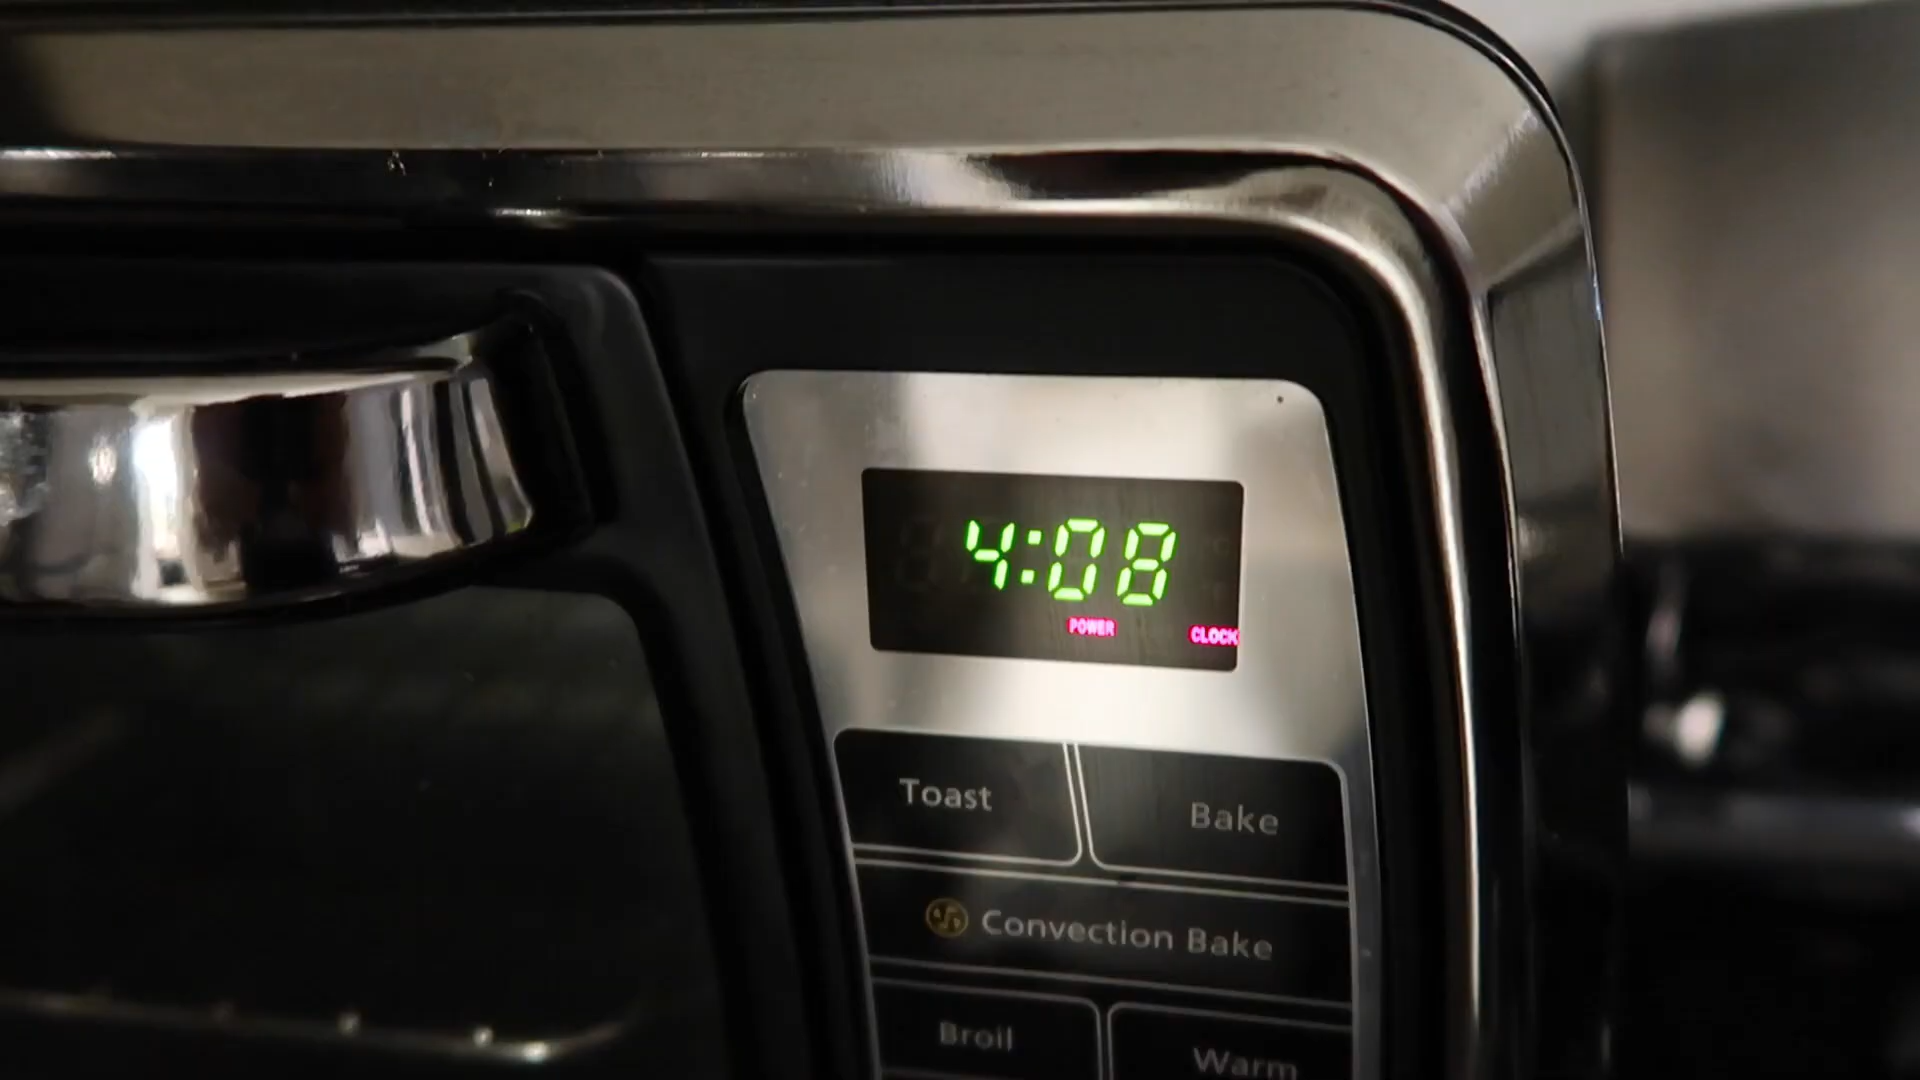 4:08
POWER CLOCK
Toast Bake
Convection Bake
Broil Warm